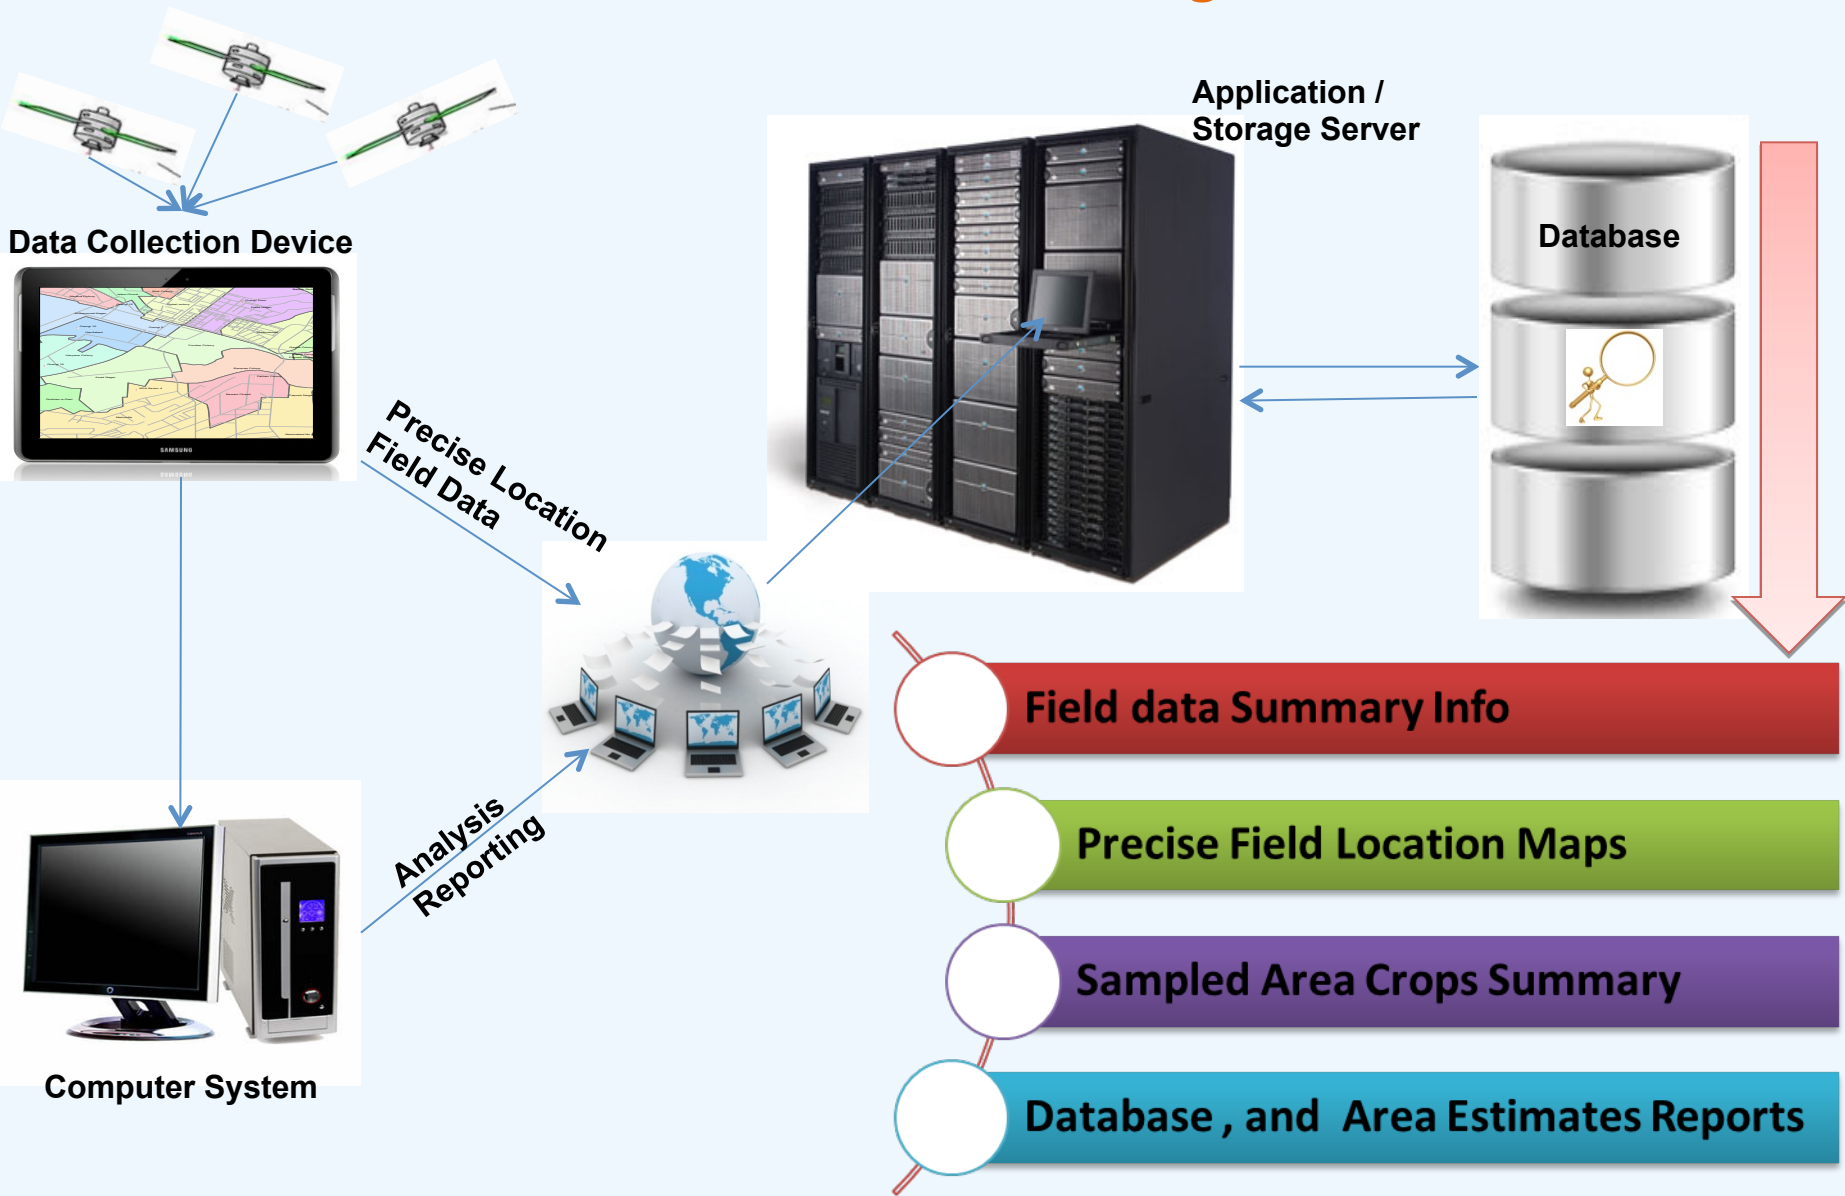 Application /
Storage Server
Database
Data Collection Device
SAMSUNG
Precise Location
Field Data
Analysis
Reporting
Computer System
Field data Summary Info
Precise Field Location Maps
Sampled Area Crops Summary
Database , and Area Estimates Reports